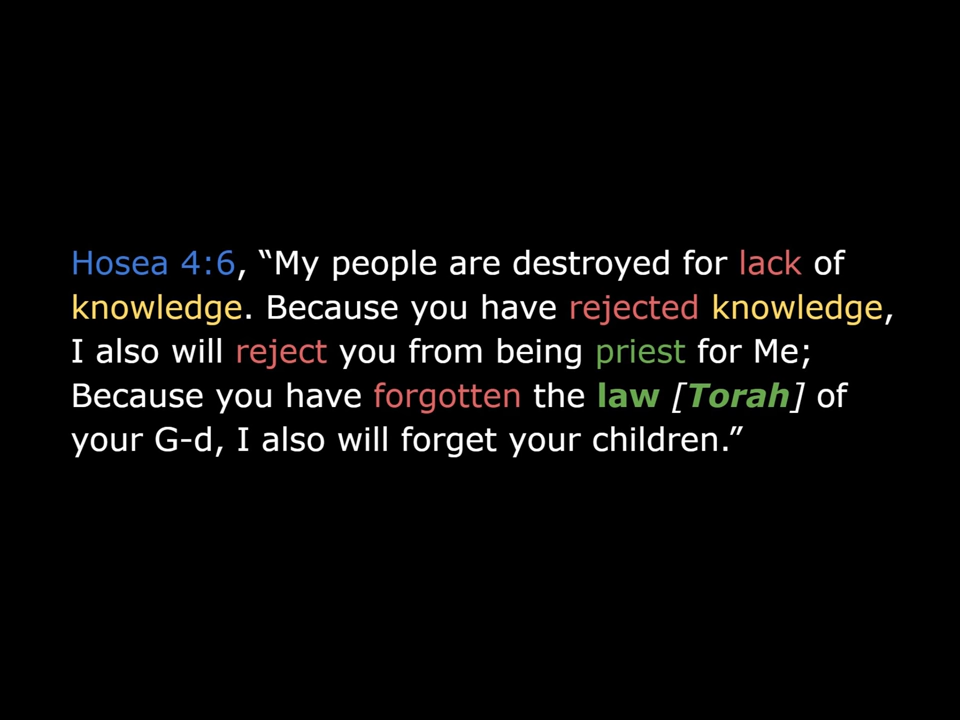 Hosea 4:6, “My people are destroyed for lack of
knowledge. Because you have rejected knowledge,
I also will reject you from being priest for Me;
Because you have forgotten the law [Torah] of
your G-d, I also will forget your children.”